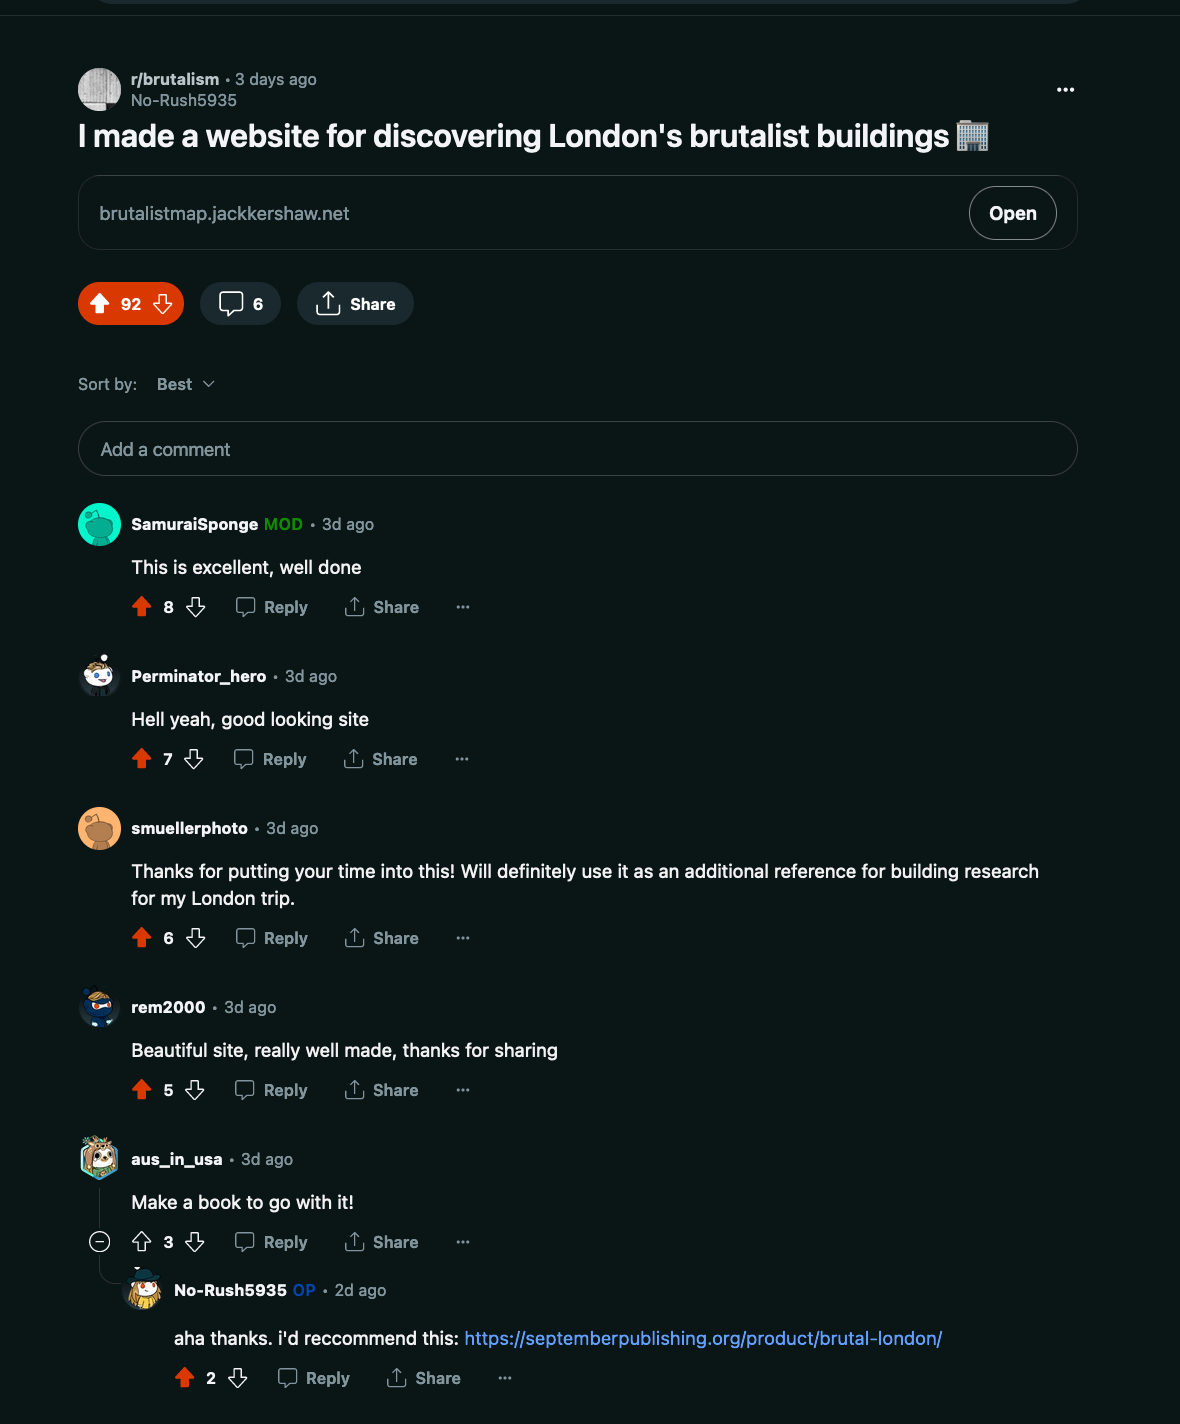 r/brutalism • 3 days ago
No-Rush5935
I made a website for discovering London's brutalist buildings 🏢
brutalistmap.jackkershaw.net
Open
92
6
Share
Sort by: Best
Add a comment
SamuraiSponge MOD • 3d ago
This is excellent, well done
8 Reply Share
Perminator_hero • 3d ago
Hell yeah, good looking site
7 Reply Share
smuellerphoto • 3d ago
Thanks for putting your time into this! Will definitely use it as an additional reference for building research
for my London trip.
6 Reply Share
rem2000 • 3d ago
Beautiful site, really well made, thanks for sharing
5 Reply Share
aus_in_usa • 3d ago
Make a book to go with it!
3 Reply Share
No-Rush5935 OP • 2d ago
aha thanks. i'd reccommend this: https://septemberpublishing.org/product/brutal-london/
2 Reply Share